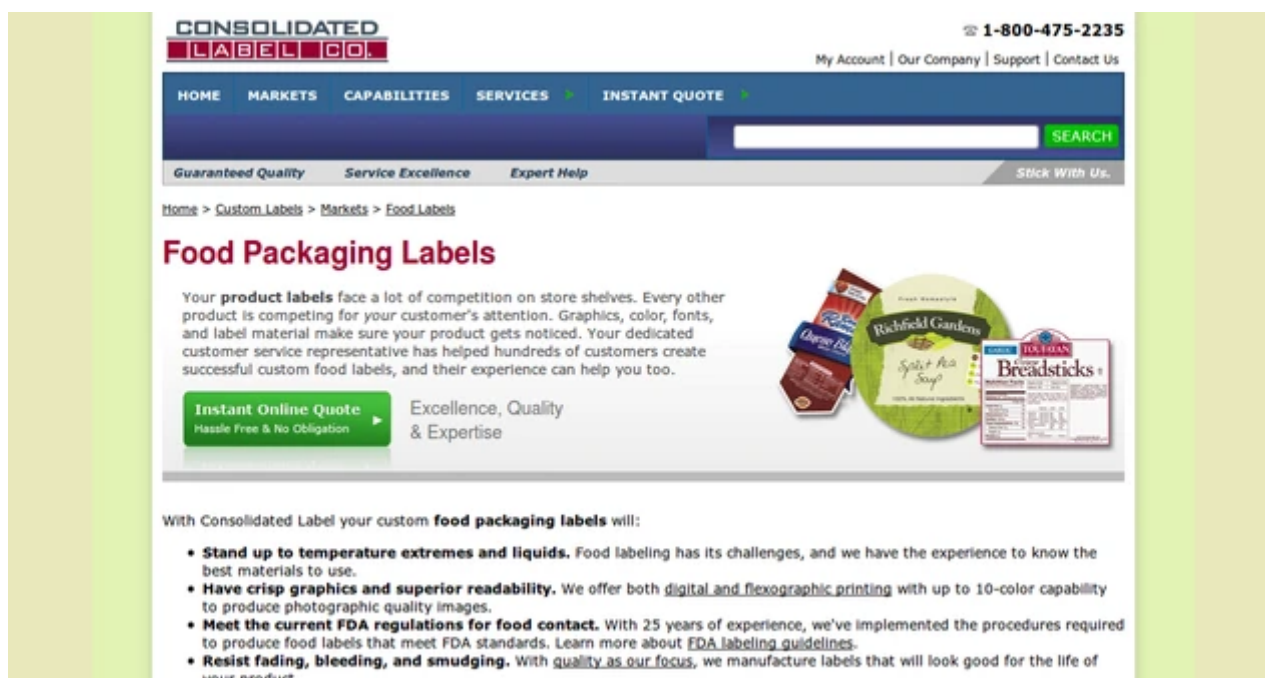 CONSOLIDATED
LABEL CO.
1-800-475-2235
My Account | Our Company | Support | Contact Us
HOME MARKETS CAPABILITIES SERVICES INSTANT QUOTE
SEARCH
Guaranteed Quality Service Excellence Expert Help
Stick With Us.
Home > Custom Labels > Markets > Food Labels
Food Packaging Labels
Your product labels face a lot of competition on store shelves. Every other
product is competing for your customer's attention. Graphics, color, fonts,
and label material make sure your product gets noticed. Your dedicated
customer service representative has helped hundreds of customers create
successful custom food labels, and their experience can help you too.
Instant Online Quote
Hassle Free & No Obligation
Excellence, Quality
& Expertise
Fresh Homestyle
Richfield Gardens
Split Pea
Soup
100% All Natural Ingredients
GARLIC TOUFAYAN
Breadsticks
With Consolidated Label your custom food packaging labels will:
• Stand up to temperature extremes and liquids. Food labeling has its challenges, and we have the experience to know the
best materials to use.
• Have crisp graphics and superior readability. We offer both digital and flexographic printing with up to 10-color capability
to produce photographic quality images.
• Meet the current FDA regulations for food contact. With 25 years of experience, we've implemented the procedures required
to produce food labels that meet FDA standards. Learn more about FDA labeling guidelines.
• Resist fading, bleeding, and smudging. With quality as our focus, we manufacture labels that will look good for the life of
your product.